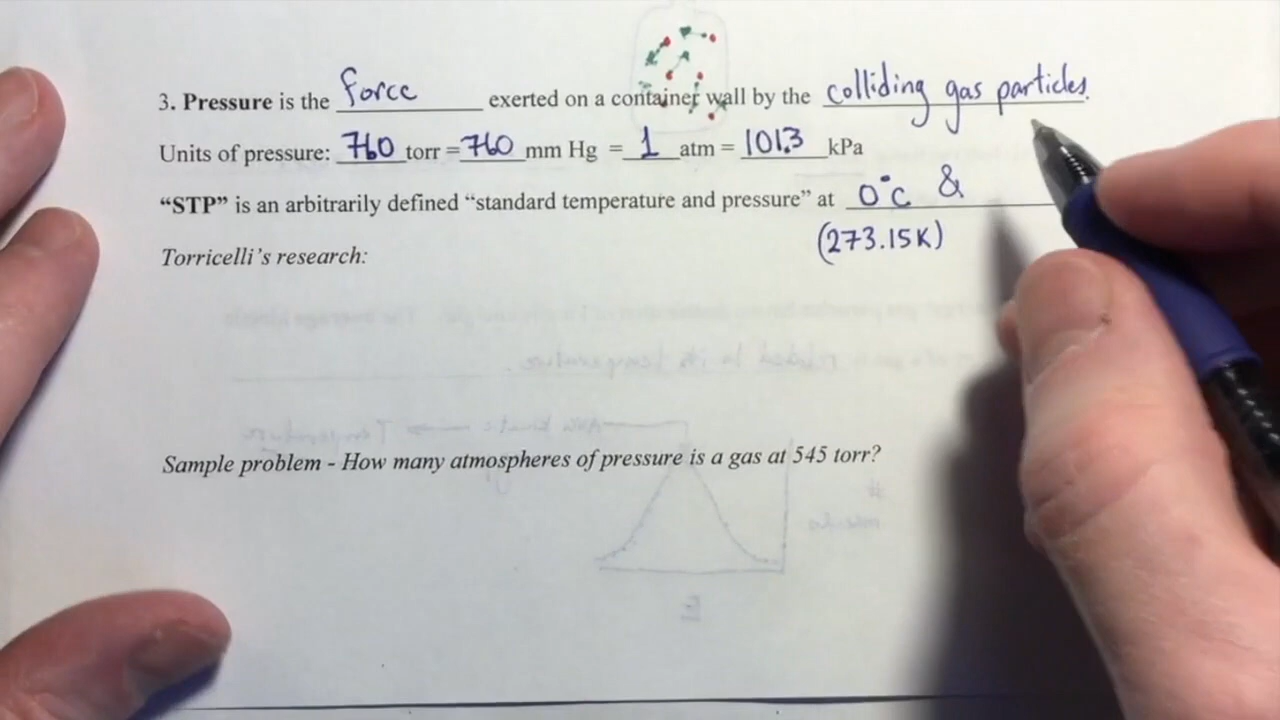 3. Pressure is the force exerted on a container wall by the colliding gas particles.
Units of pressure: 760 torr = 760 mm Hg = 1 atm = 101.3 kPa
“STP” is an arbitrarily defined “standard temperature and pressure” at 0°C &
(273.15K)
Torricelli’s research:
Sample problem - How many atmospheres of pressure is a gas at 545 torr?